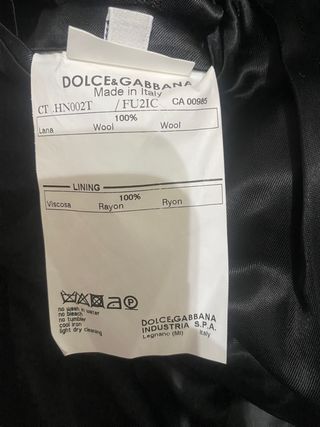 DOLCE&GABBANA
Made in Italy
CT .HN002T /FU2IC CA 00985
100%
Lana Wool Wool
LINING
100%
Viscosa Rayon Ryon
A P
no wash in water
no bleach
no tumbler
cool iron
light dry cleaning
DOLCE&GABBANA
INDUSTRIA S.P.A.
Legnano (MI) Italy